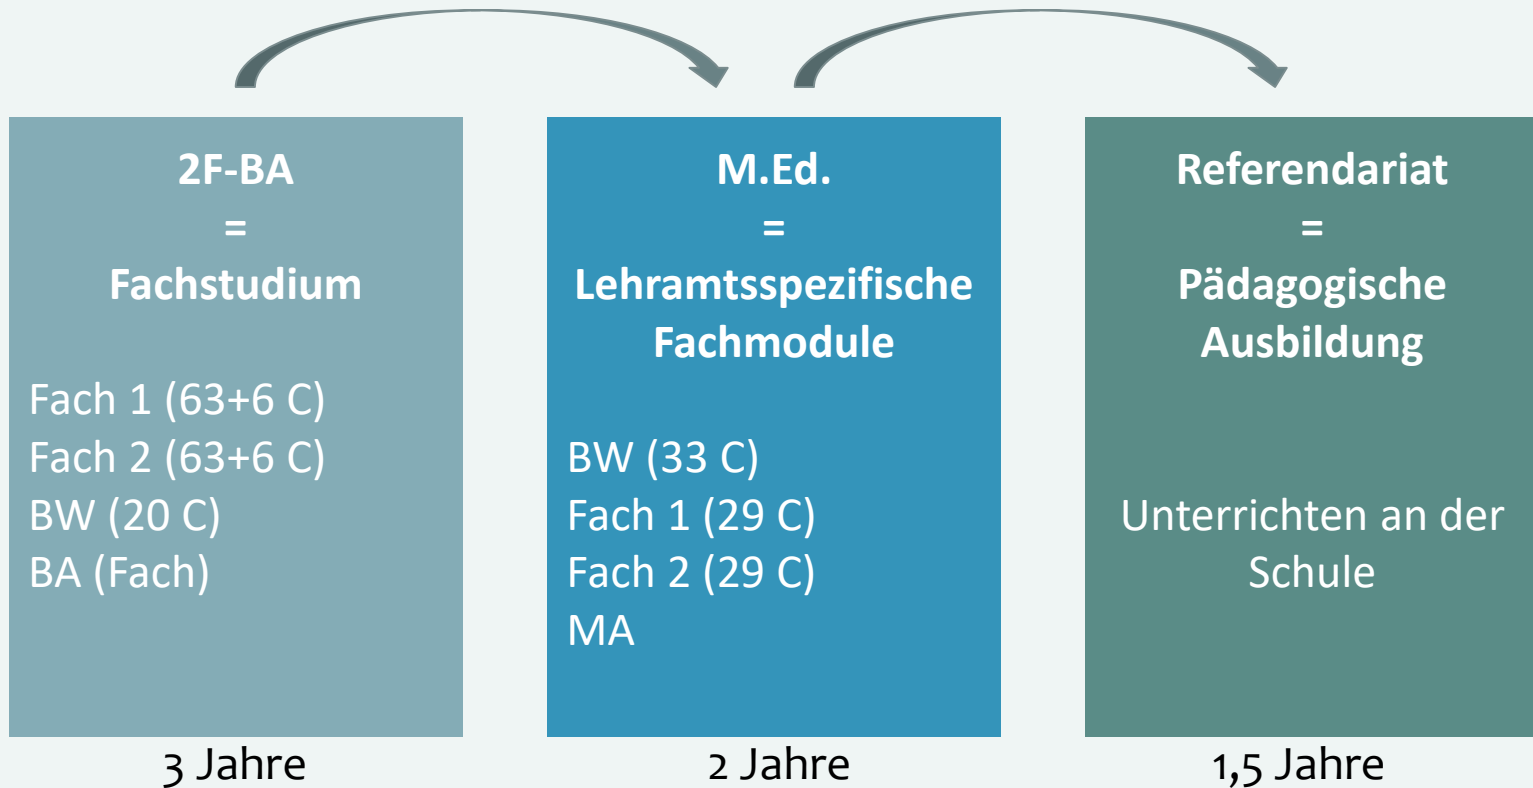 2F-BA
=
Fachstudium
Fach 1 (63+6 C)
Fach 2 (63+6 C)
BW (20 C)
BA (Fach)
3 Jahre
M.Ed.
=
Lehramtsspezifische
Fachmodule
BW (33 C)
Fach 1 (29 C)
Fach 2 (29 C)
MA
2 Jahre
Referendariat
=
Pädagogische
Ausbildung
Unterrichten an der
Schule
1,5 Jahre